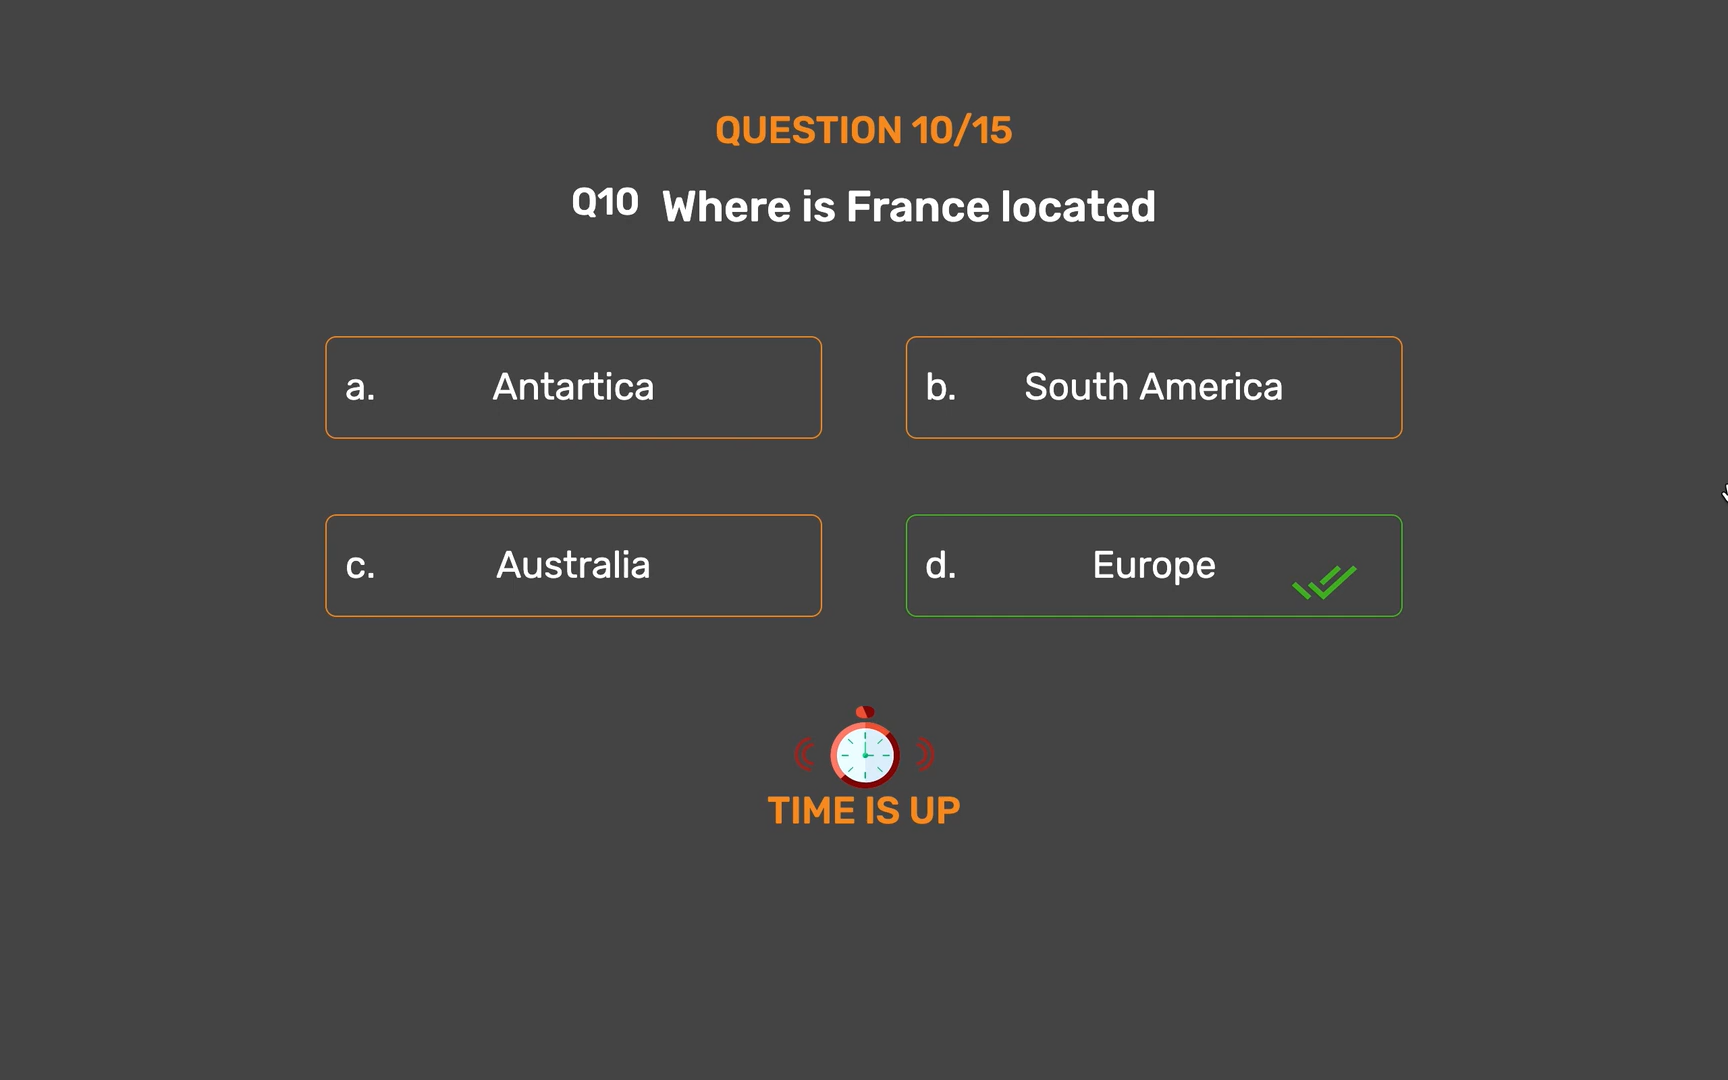 QUESTION 10/15
Q10 Where is France located
a. Antartica
b. South America
c. Australia
d. Europe
TIME IS UP